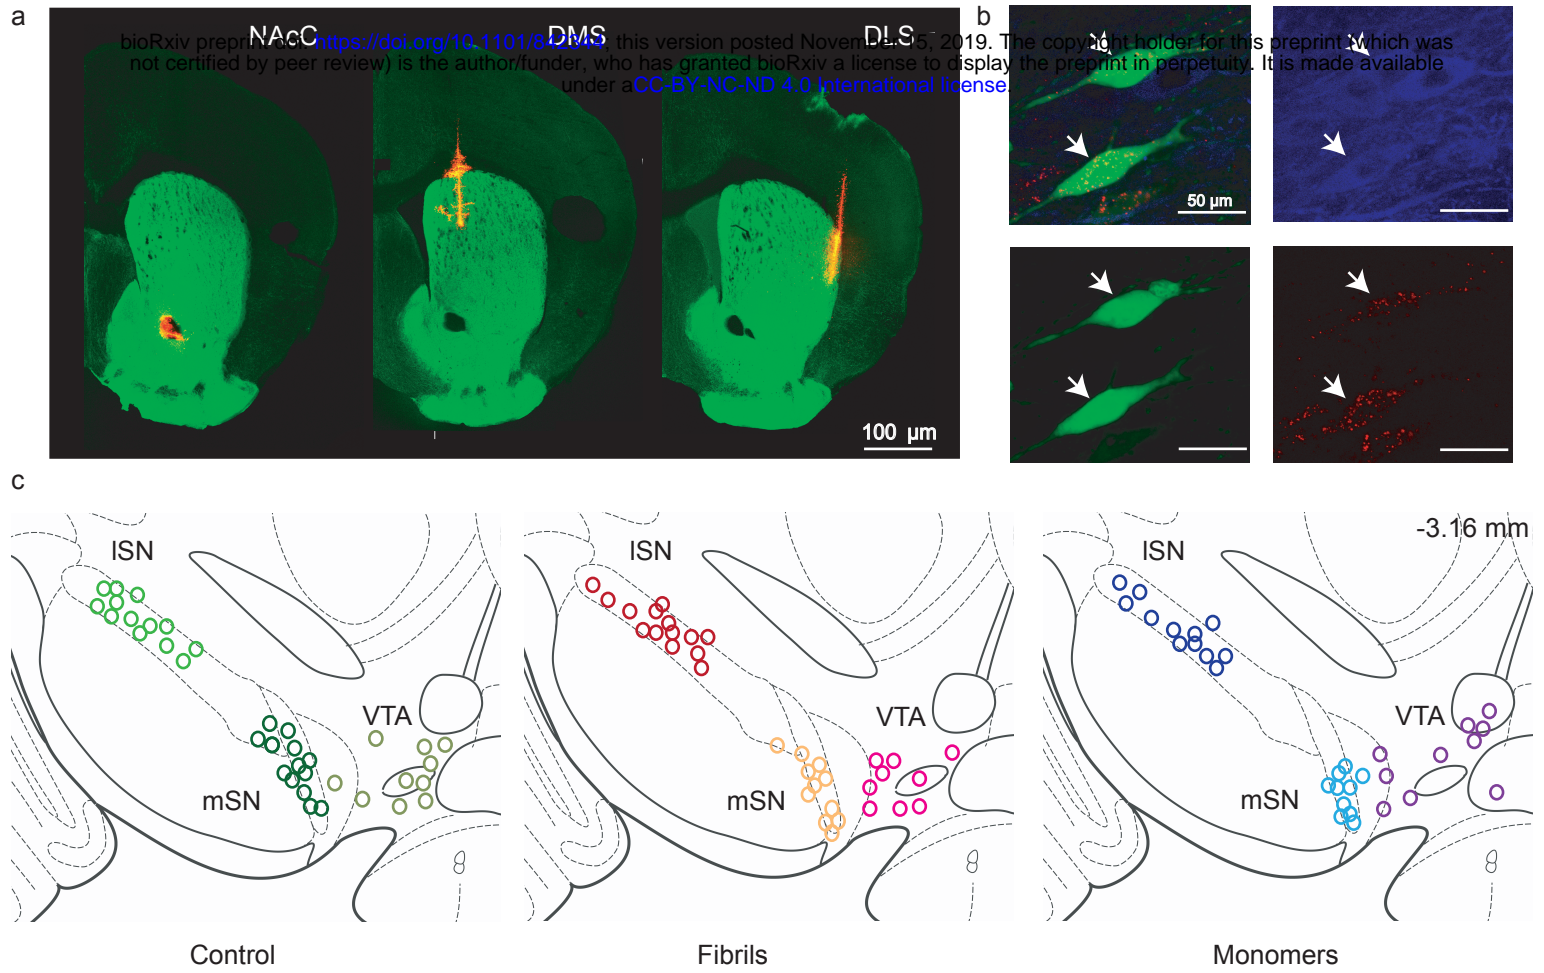 a
b
NAcC
DMS
DLS
bioRxiv preprint doi: https://doi.org/10.1101/842344; this version posted November 15, 2019. The copyright holder for this preprint (which was
not certified by peer review) is the author/funder, who has granted bioRxiv a license to display the preprint in perpetuity. It is made available
under aCC-BY-NC-ND 4.0 International license.
50 µm
100 µm
c
-3.16 mm
lSN
lSN
lSN
VTA
VTA
VTA
mSN
mSN
mSN
Control
Fibrils
Monomers